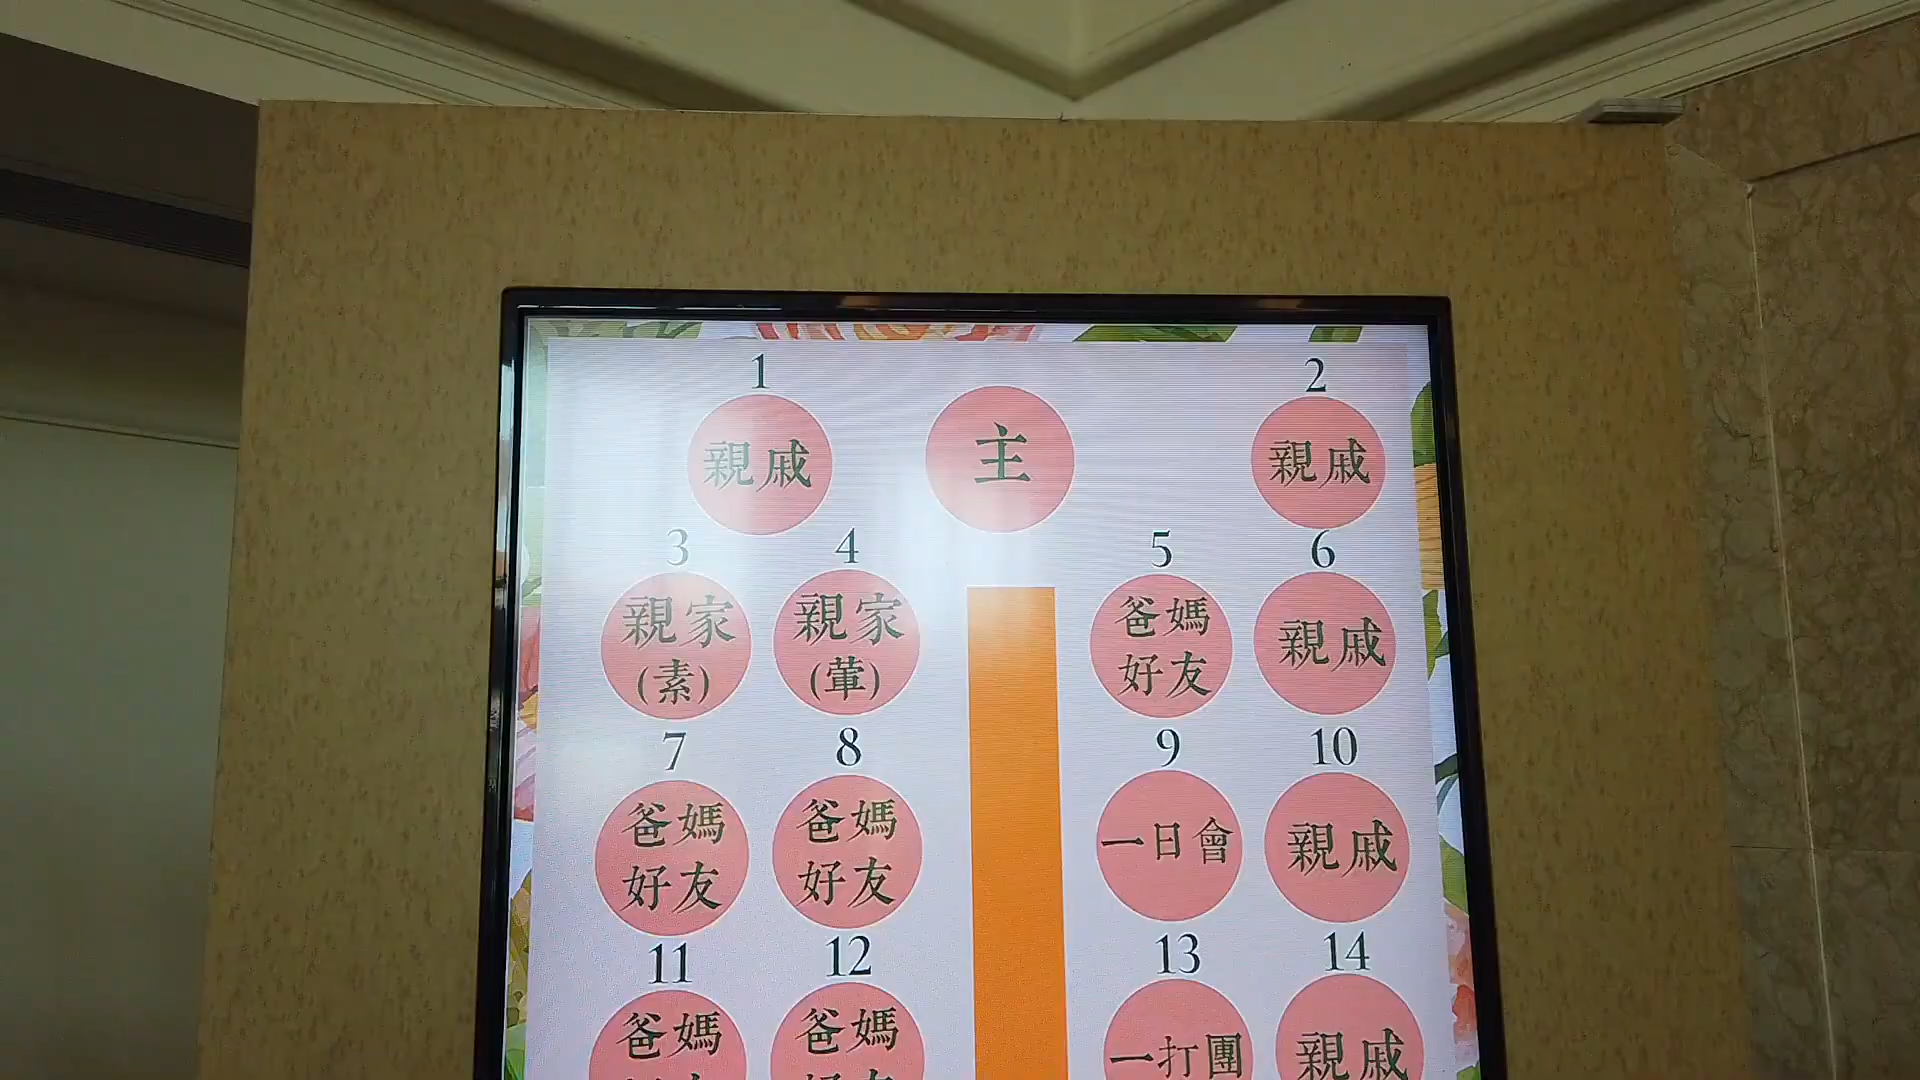 1
2
親戚
主
親戚
3
4
5
6
親家
(素)
親家
(葷)
爸媽
好友
親戚
7
8
9
10
爸媽
好友
爸媽
好友
一日會
親戚
11
12
13
14
爸媽
爸媽
一打團
親戚